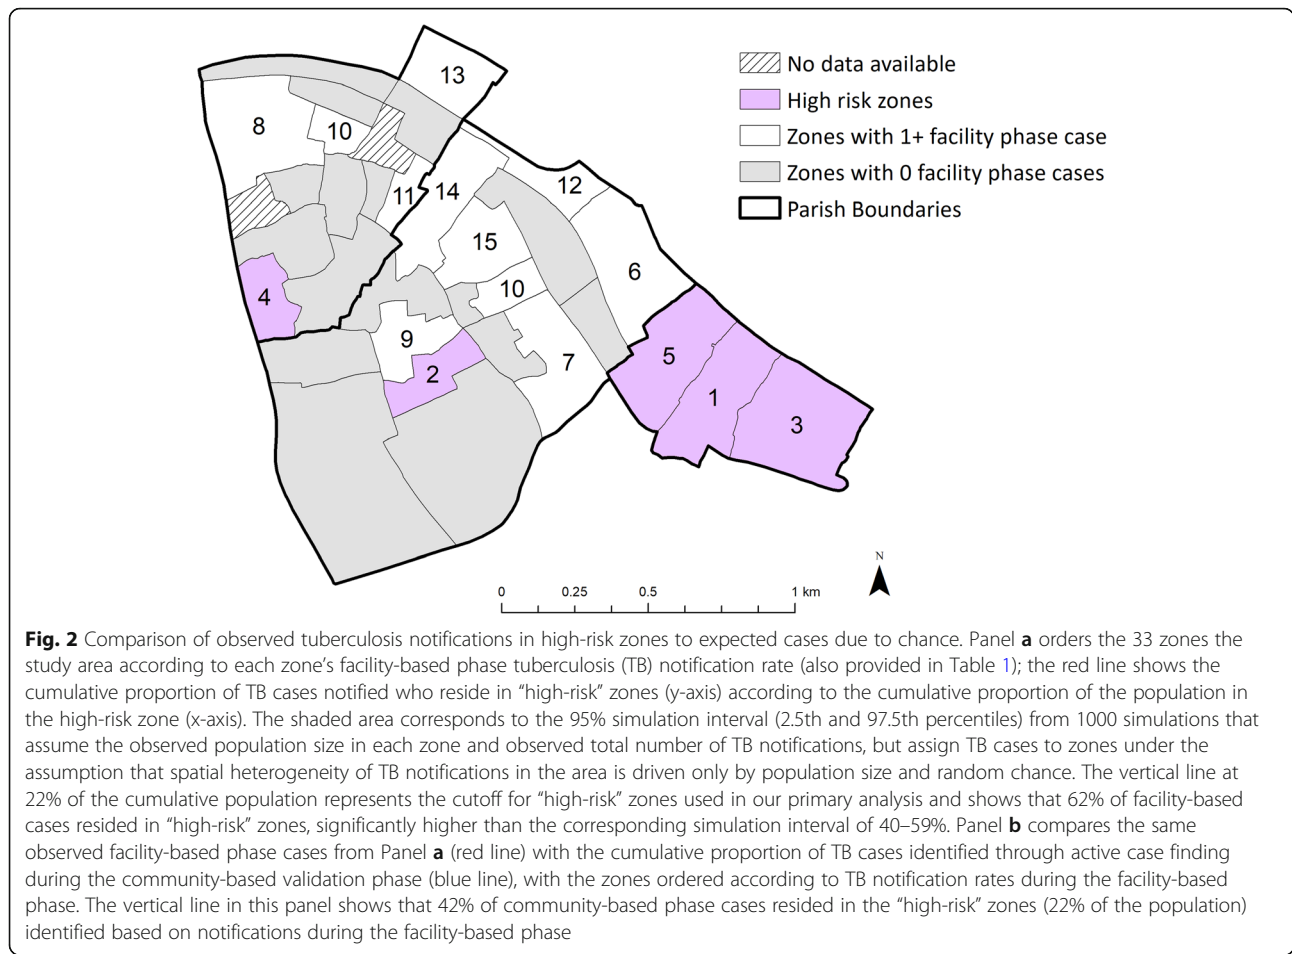 13
No data available
High risk zones
8
10
Zones with 1+ facility phase case
Zones with 0 facility phase cases
11
14
12
Parish Boundaries
15
6
4
10
9
2
7
5
1
3
N
0 0.25 0.5 1 km
Fig. 2 Comparison of observed tuberculosis notifications in high-risk zones to expected cases due to chance. Panel a orders the 33 zones the
study area according to each zone's facility-based phase tuberculosis (TB) notification rate (also provided in Table 1); the red line shows the
cumulative proportion of TB cases notified who reside in “high-risk” zones (y-axis) according to the cumulative proportion of the population in
the high-risk zone (x-axis). The shaded area corresponds to the 95% simulation interval (2.5th and 97.5th percentiles) from 1000 simulations that
assume the observed population size in each zone and observed total number of TB notifications, but assign TB cases to zones under the
assumption that spatial heterogeneity of TB notifications in the area is driven only by population size and random chance. The vertical line at
22% of the cumulative population represents the cutoff for “high-risk” zones used in our primary analysis and shows that 62% of facility-based
cases resided in “high-risk” zones, significantly higher than the corresponding simulation interval of 40–59%. Panel b compares the same
observed facility-based phase cases from Panel a (red line) with the cumulative proportion of TB cases identified through active case finding
during the community-based validation phase (blue line), with the zones ordered according to TB notification rates during the facility-based
phase. The vertical line in this panel shows that 42% of community-based phase cases resided in the “high-risk” zones (22% of the population)
identified based on notifications during the facility-based phase